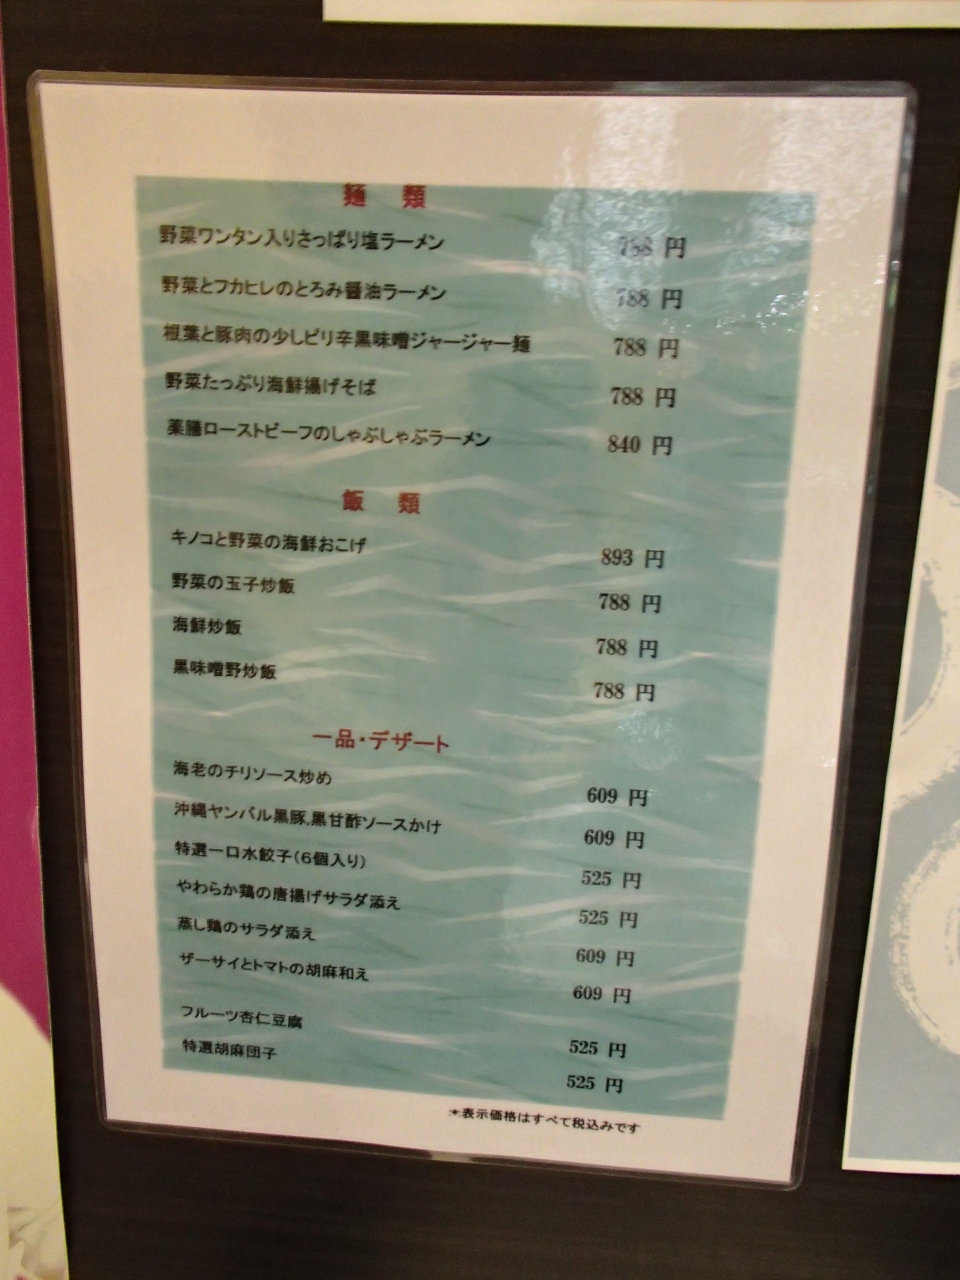 麺 類
野菜ワンタン入りさっぱり塩ラーメン 788 円
野菜とフカヒレのとろみ醤油ラーメン 788 円
根菜と豚肉の少しピリ辛黒味噌ジャージャー麺 788 円
野菜たっぷり海鮮揚げそば 788 円
薬膳ローストビーフのしゃぶしゃぶラーメン 840 円
飯 類
キノコと野菜の海鮮おこげ 893 円
野菜の玉子炒飯 788 円
海鮮炒飯 788 円
黒味噌野炒飯 788 円
一品・デザート
海老のチリソース炒め 609 円
沖縄ヤンバル黒豚,黒甘酢ソースかけ 609 円
特選一口水餃子(6個入り) 525 円
やわらか鶏の唐揚げサラダ添え 525 円
蒸し鶏のサラダ添え 609 円
ザーサイとトマトの胡麻和え 609 円
フルーツ杏仁豆腐 525 円
特選胡麻団子 525 円
*表示価格はすべて税込みです